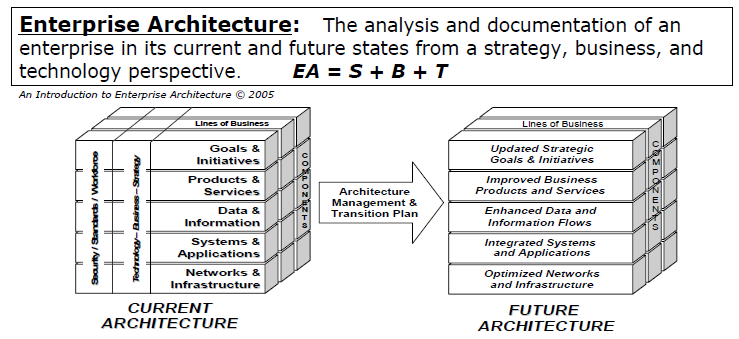 Enterprise Architecture: The analysis and documentation of an
enterprise in its current and future states from a strategy, business, and
technology perspective. EA = S + B + T
An Introduction to Enterprise Architecture © 2005
Lines of Business
Security / Standards / Workforce
Technology – Business – Strategy
Goals &
Initiatives
Products &
Services
Data &
Information
Systems &
Applications
Networks &
Infrastructure
COMPONENTS
CURRENT
ARCHITECTURE
Architecture
Management &
Transition Plan
Lines of Business
Updated Strategic
Goals & Initiatives
Improved Business
Products and Services
Enhanced Data and
Information Flows
Integrated Systems
and Applications
Optimized Networks
and Infrastructure
COMPONENTS
FUTURE
ARCHITECTURE